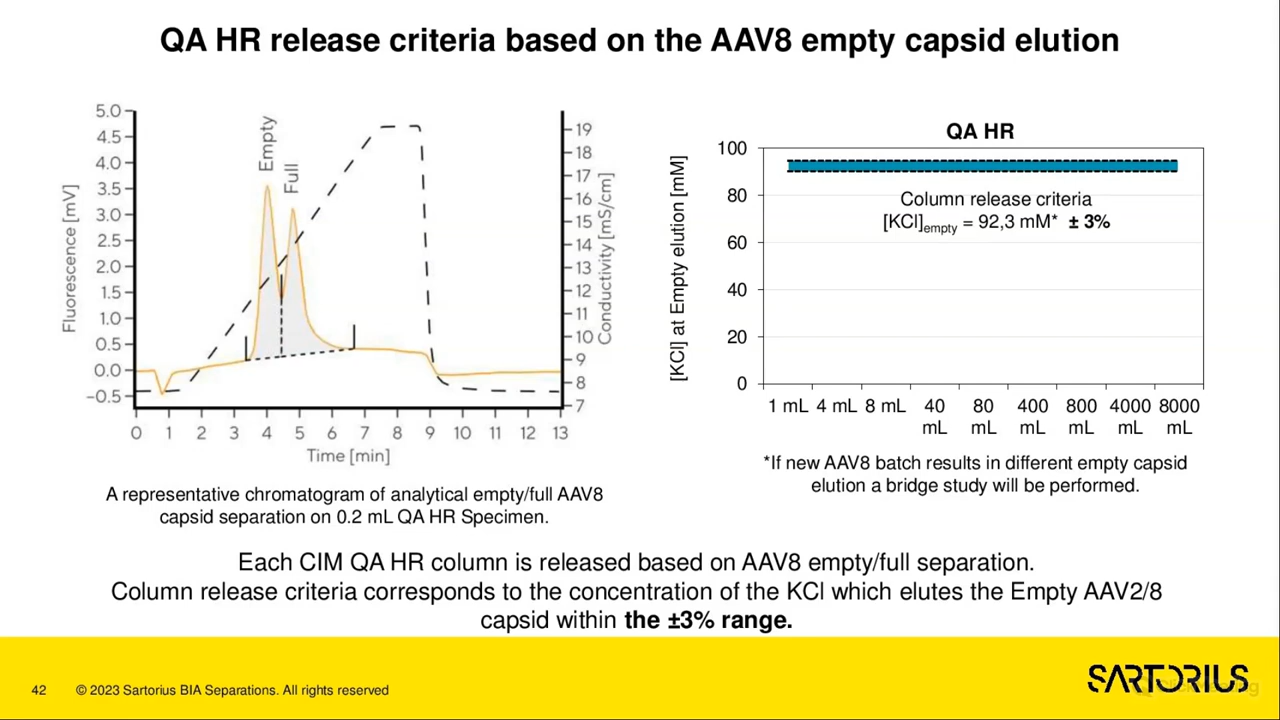 QA HR release criteria based on the AAV8 empty capsid elution
5.0
4.5
4.0
3.5
3.0
2.5
2.0
1.5
1.0
0.5
0.0
−0.5
Fluorescence [mV]
Empty
Full
19
18
17
16
15
14
13
12
11
10
9
8
7
Conductivity [mS/cm]
0 1 2 3 4 5 6 7 8 9 10 11 12 13
Time [min]
A representative chromatogram of analytical empty/full AAV8
capsid separation on 0.2 mL QA HR Specimen.
QA HR
[KCl] at Empty elution [mM]
100
80
60
40
20
0
Column release criteria
[KCl]empty = 92,3 mM* ± 3%
1 mL 4 mL 8 mL 40 80 400 800 4000 8000
mL mL mL mL mL mL
*If new AAV8 batch results in different empty capsid
elution a bridge study will be performed.
Each CIM QA HR column is released based on AAV8 empty/full separation.
Column release criteria corresponds to the concentration of the KCl which elutes the Empty AAV2/8
capsid within the ±3% range.
42 © 2023 Sartorius BIA Separations. All rights reserved
SARTORIUS